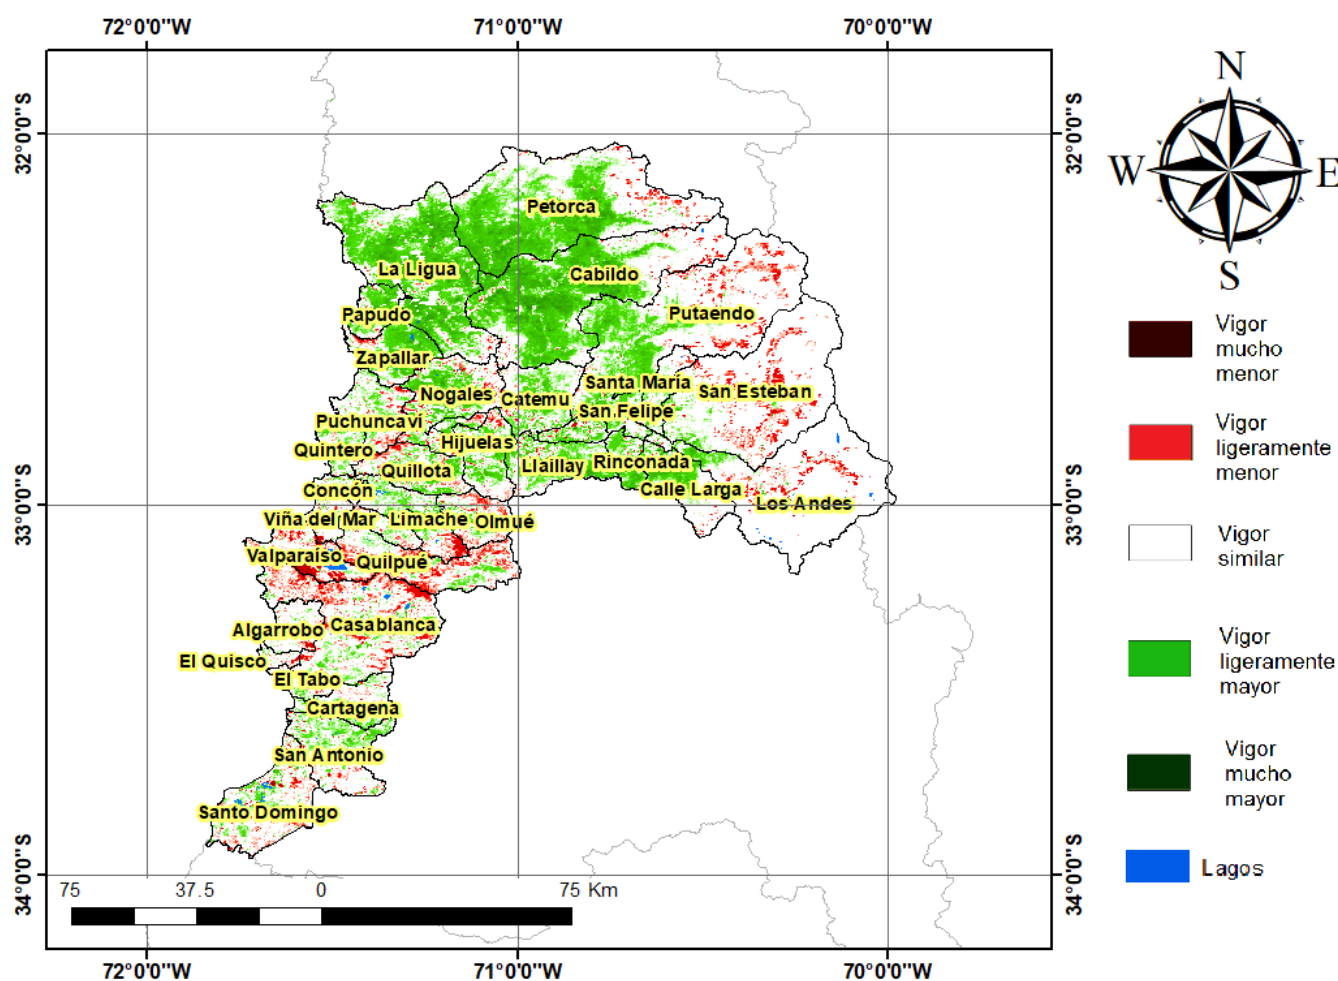 72°0'0"W
71°0'0"W
70°0'0"W
32°0'0"S
32°0'0"S
N
W
E
S
Petorca
La Ligua
Cabildo
Papudo
Putaendo
Zapallar
Santa María
Nogales
Catemu
San Esteban
San Felipe
Puchuncaví
Hijuelas
Quintero
Quillota
Llaillay
Rinconada
Concón
Calle Larga
Los Andes
33°0'0"S
33°0'0"S
Viña del Mar
Limache
Olmué
Valparaíso
Quilpué
Algarrobo
Casablanca
El Quisco
El Tabo
Cartagena
San Antonio
Santo Domingo
34°0'0"S
34°0'0"S
75
37.5
0
75 Km
72°0'0"W
71°0'0"W
70°0'0"W
Vigor
mucho
menor
Vigor
ligeramente
menor
Vigor
similar
Vigor
ligeramente
mayor
Vigor
mucho
mayor
Lagos